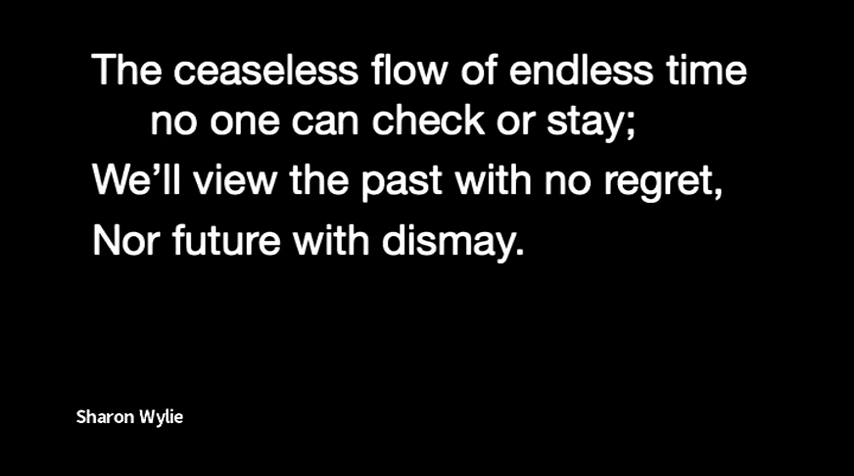 The ceaseless flow of endless time
no one can check or stay;
We’ll view the past with no regret,
Nor future with dismay.
Sharon Wylie